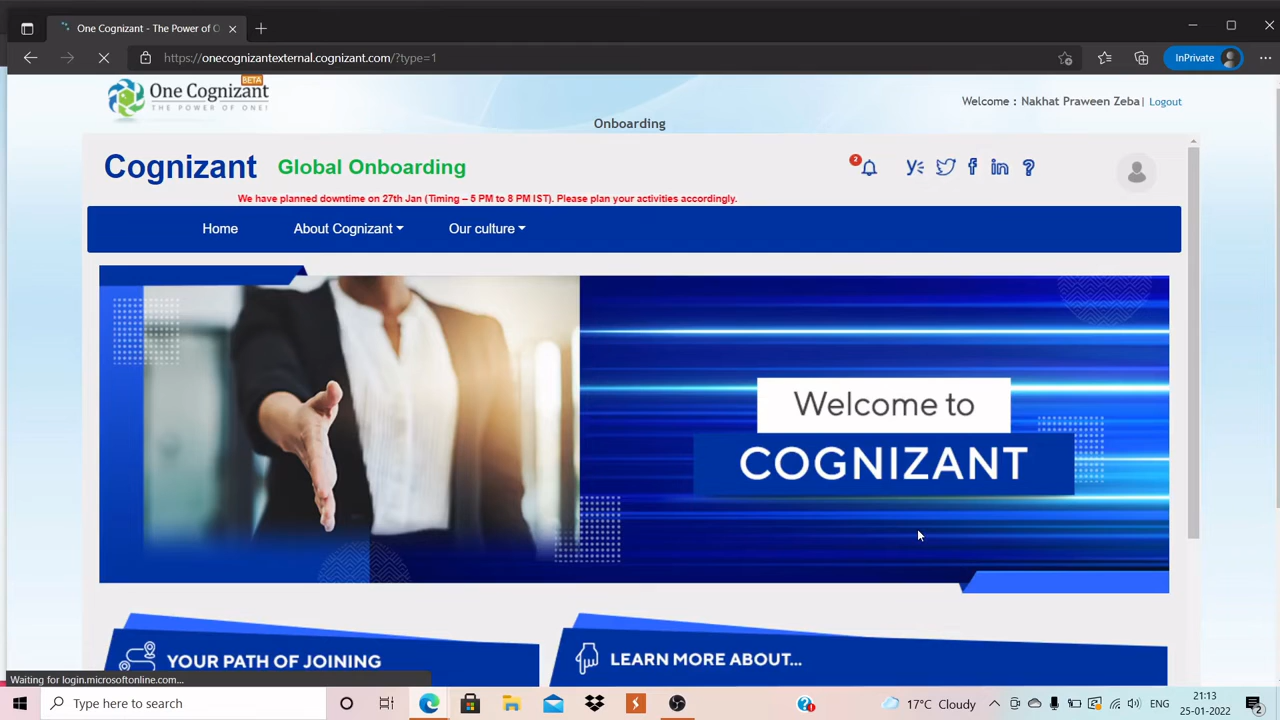 One Cognizant - The Power of O
https://onecognizantexternal.cognizant.com/?type=1
InPrivate
BETA
One Cognizant
THE POWER OF ONE!
Welcome : Nakhat Praween Zeba| Logout
Onboarding
Cognizant Global Onboarding
2
We have planned downtime on 27th Jan (Timing – 5 PM to 8 PM IST). Please plan your activities accordingly.
Home About Cognizant Our culture
Welcome to
COGNIZANT
YOUR PATH OF JOINING
LEARN MORE ABOUT...
Waiting for login.microsoftonline.com...
Type here to search
17°C Cloudy
ENG
21:13
25-01-2022
2